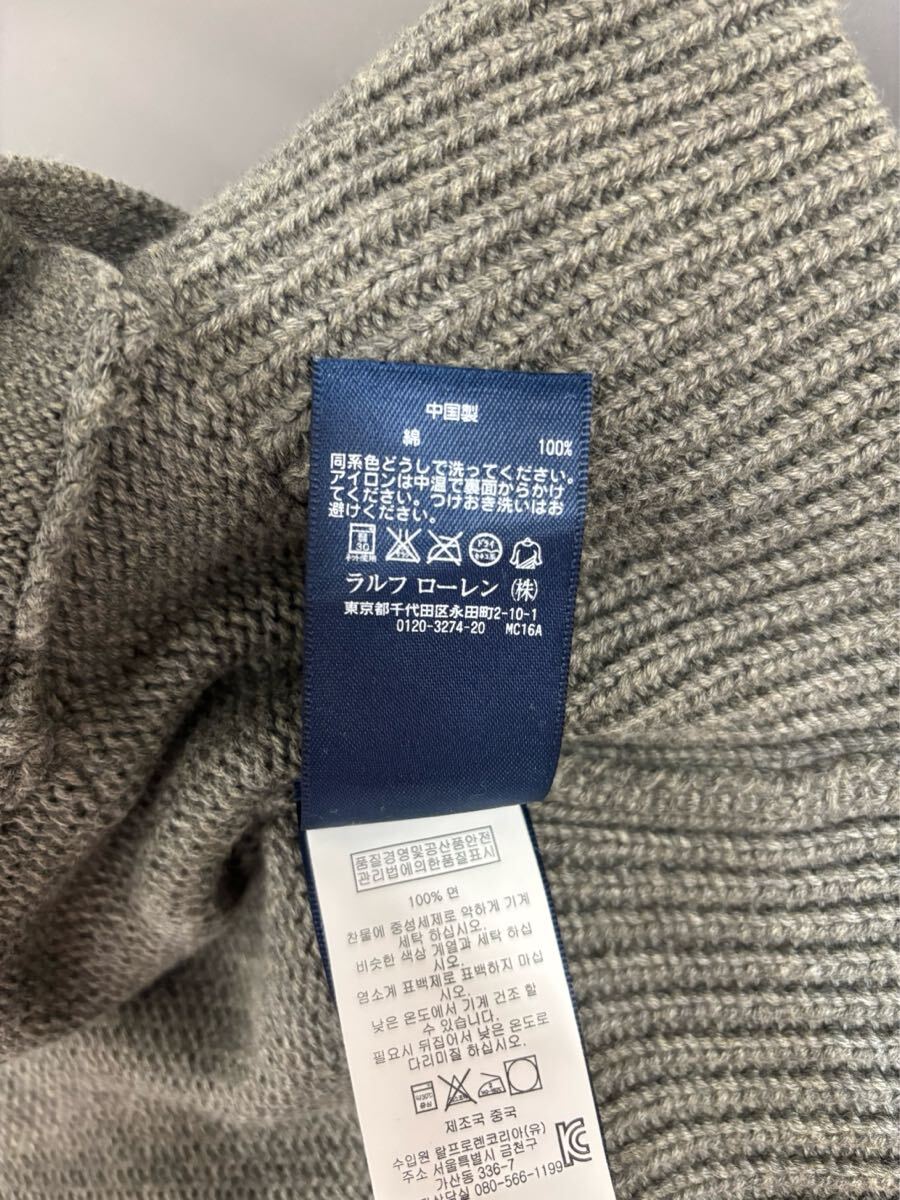 中国製
綿 100%
同系色どうしで洗ってください。
アイロンは中温で裏面からかけ
てください。つけおき洗いはお
避けください。
30
ネット使用
ドライ
ラルフ ローレン (株)
東京都千代田区永田町2-10-1
0120-3274-20 MC16A
품질경영및공산품안전
관리법에의한품질표시
100% 면
찬물에 중성세제로 약하게 기계
세탁 하십시오.
비슷한 색상 계열과 세탁 하십
시오.
염소계 표백제로 표백하지 마십
시오.
낮은 온도에서 기계 건조 할
수 있습니다.
필요시 뒤집어서 낮은 온도로
다리미질 하십시오.
제조국 중국
수입원 랄프로렌코리아(유)
주소 서울특별시 금천구
가산동 336-7
080-566-1199